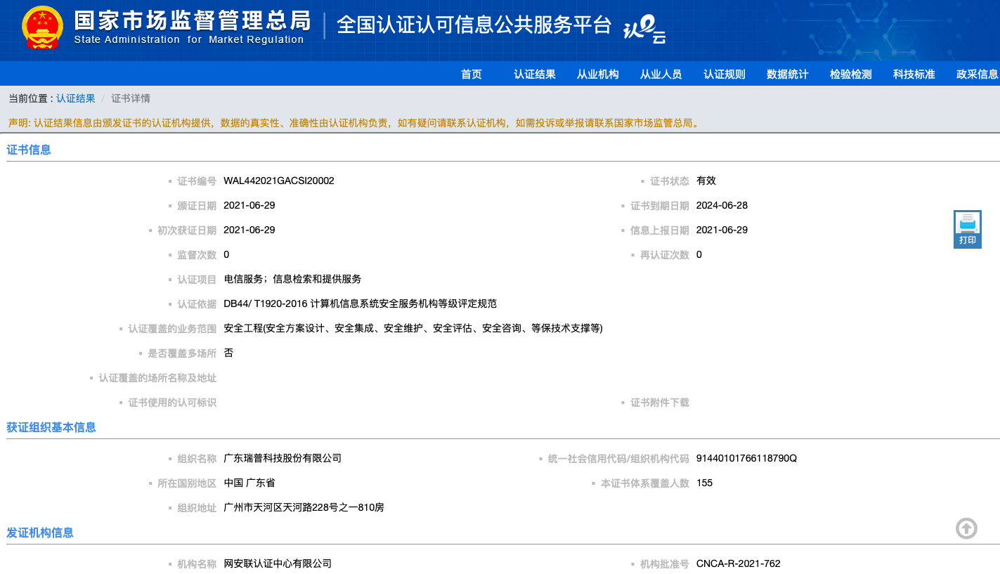 国家市场监督管理总局
State Administration for Market Regulation
全国认证认可信息公共服务平台
认e云
首页 认证结果 从业机构 从业人员 认证规则 数据统计 检验检测 科技标准 政采信息
当前位置 : 认证结果 / 证书详情
声明: 认证结果信息由颁发证书的认证机构提供，数据的真实性、准确性由认证机构负责，如有疑问请联系认证机构，如需投诉或举报请联系国家市场监管总局。
证书信息
证书编号 WAL442021GACSI20002 证书状态 有效
颁证日期 2021-06-29 证书到期日期 2024-06-28
初次获证日期 2021-06-29 信息上报日期 2021-06-29
打印
监督次数 0 再认证次数 0
认证项目 电信服务；信息检索和提供服务
认证依据 DB44/ T1920-2016 计算机信息系统安全服务机构等级评定规范
认证覆盖的业务范围 安全工程(安全方案设计、安全集成、安全维护、安全评估、安全咨询、等保技术支撑等)
是否覆盖多场所 否
认证覆盖的场所名称及地址
证书使用的认可标识 证书附件下载
获证组织基本信息
组织名称 广东瑞普科技股份有限公司 统一社会信用代码/组织机构代码 91440101766118790Q
所在国别地区 中国 广东省 本证书体系覆盖人数 155
组织地址 广州市天河区天河路228号之一810房
发证机构信息
机构名称 网安联认证中心有限公司 机构批准号 CNCA-R-2021-762